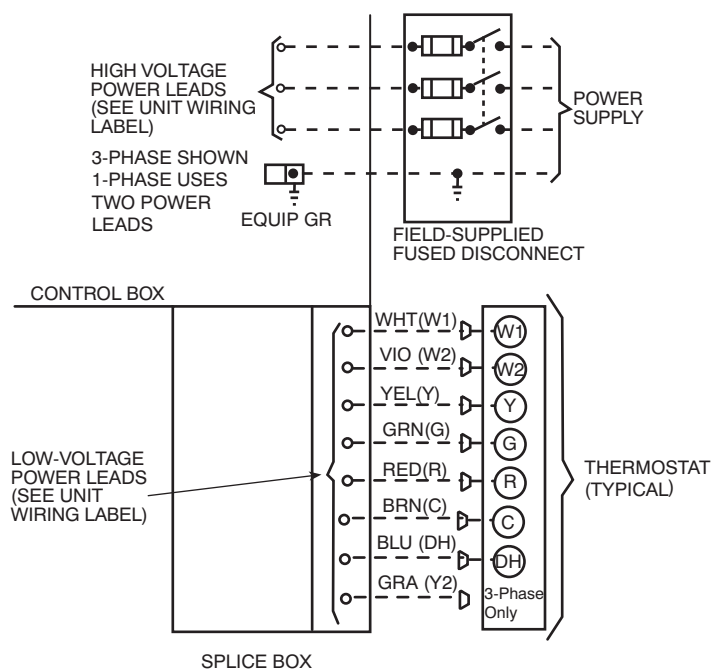 HIGH VOLTAGE
POWER LEADS
(SEE UNIT WIRING
LABEL)
POWER
SUPPLY
3-PHASE SHOWN
1-PHASE USES
TWO POWER
LEADS
EQUIP GR
FIELD-SUPPLIED
FUSED DISCONNECT
CONTROL BOX
WHT(W1)
W1
VIO (W2)
W2
YEL(Y)
Y
GRN(G)
G
RED(R)
R
BRN(C)
C
BLU (DH)
DH
GRA (Y2)
3-Phase
Only
LOW-VOLTAGE
POWER LEADS
(SEE UNIT
WIRING LABEL)
THERMOSTAT
(TYPICAL)
SPLICE BOX